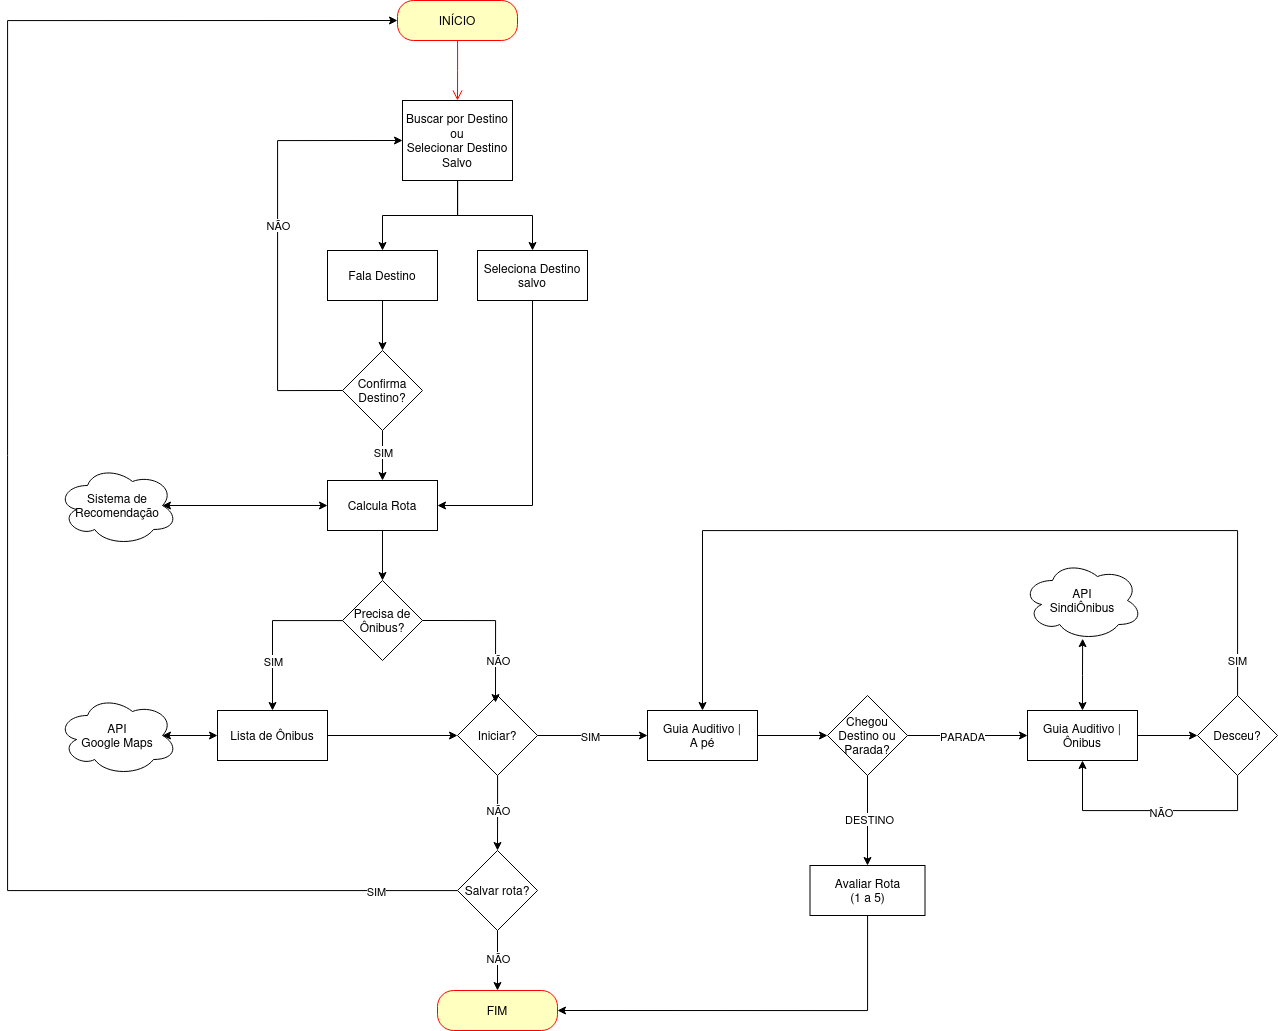 INÍCIO
Buscar por Destino
ou
Selecionar Destino
Salvo
NÃO
Fala Destino
Seleciona Destino
salvo
Confirma
Destino?
SIM
Sistema de
Recomendação
Calcula Rota
Precisa de
Ônibus?
SIM
NÃO
API
SindiÔnibus
SIM
API
Google Maps
Lista de Ônibus
Iniciar?
SIM
Guia Auditivo |
A pé
Chegou
Destino ou
Parada?
PARADA
Guia Auditivo |
Ônibus
Desceu?
NÃO
NÃO
DESTINO
SIM
Salvar rota?
Avaliar Rota
(1 a 5)
NÃO
FIM